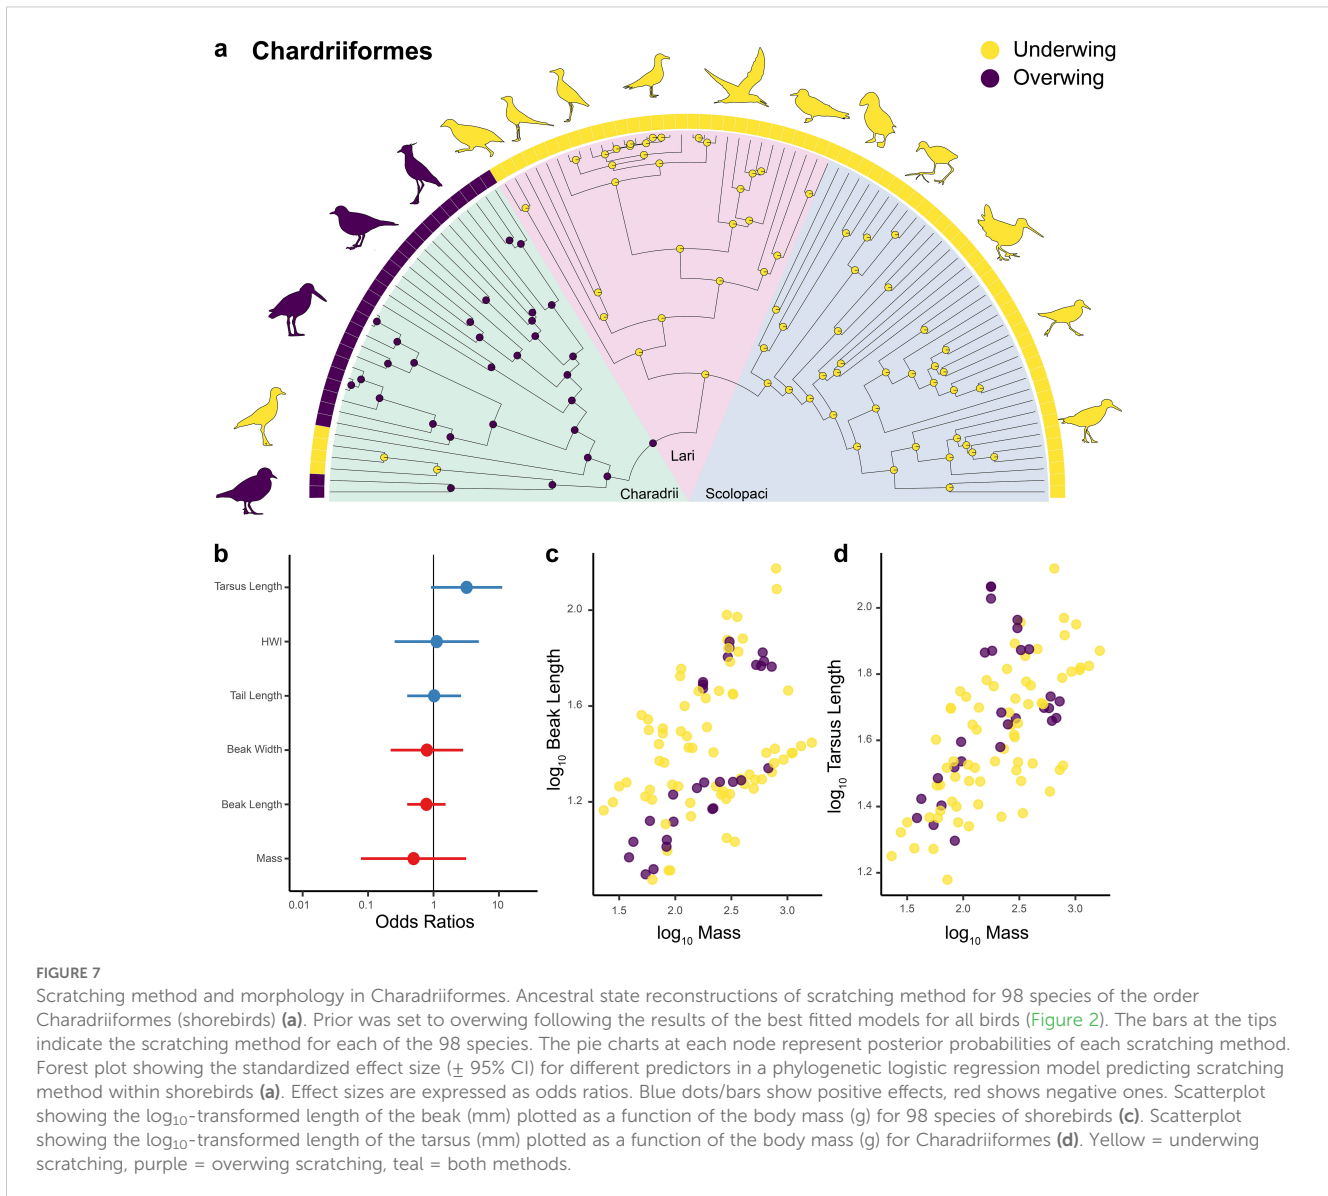 a Chardriiformes
Underwing
Overwing
Lari
Charadrii
Scolopaci
b
Tarsus Length
HWI
Tail Length
Beak Width
Beak Length
Mass
0.01 0.1 1 10
Odds Ratios
c
log10 Beak Length
2.0
1.6
1.2
1.5 2.0 2.5 3.0
log10 Mass
d
log10 Tarsus Length
2.0
1.8
1.6
1.4
1.2
1.5 2.0 2.5 3.0
log10 Mass
FIGURE 7
Scratching method and morphology in Charadriiformes. Ancestral state reconstructions of scratching method for 98 species of the order
Charadriiformes (shorebirds) (a). Prior was set to overwing following the results of the best fitted models for all birds (Figure 2). The bars at the tips
indicate the scratching method for each of the 98 species. The pie charts at each node represent posterior probabilities of each scratching method.
Forest plot showing the standardized effect size (± 95% CI) for different predictors in a phylogenetic logistic regression model predicting scratching
method within shorebirds (a). Effect sizes are expressed as odds ratios. Blue dots/bars show positive effects, red shows negative ones. Scatterplot
showing the log10-transformed length of the beak (mm) plotted as a function of the body mass (g) for 98 species of shorebirds (c). Scatterplot
showing the log10-transformed length of the tarsus (mm) plotted as a function of the body mass (g) for Charadriiformes (d). Yellow = underwing
scratching, purple = overwing scratching, teal = both methods.